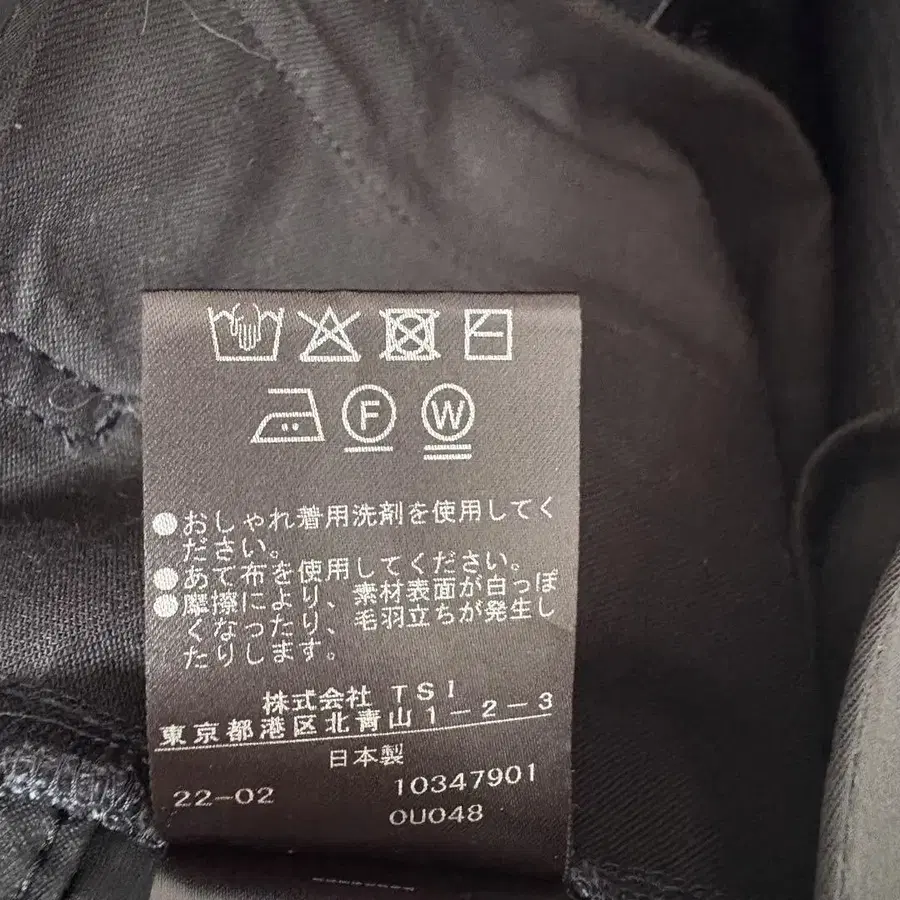 F W
●おしゃれ着用洗剤を使用してく
ださい。
●あて布を使用してください。
●摩擦により、素材表面が白っぽ
くなったり、毛羽立ちが発生し
たりします。
株式会社 TSI
東京都港区北青山1-2-3
日本製
22-02 10347901
0U048